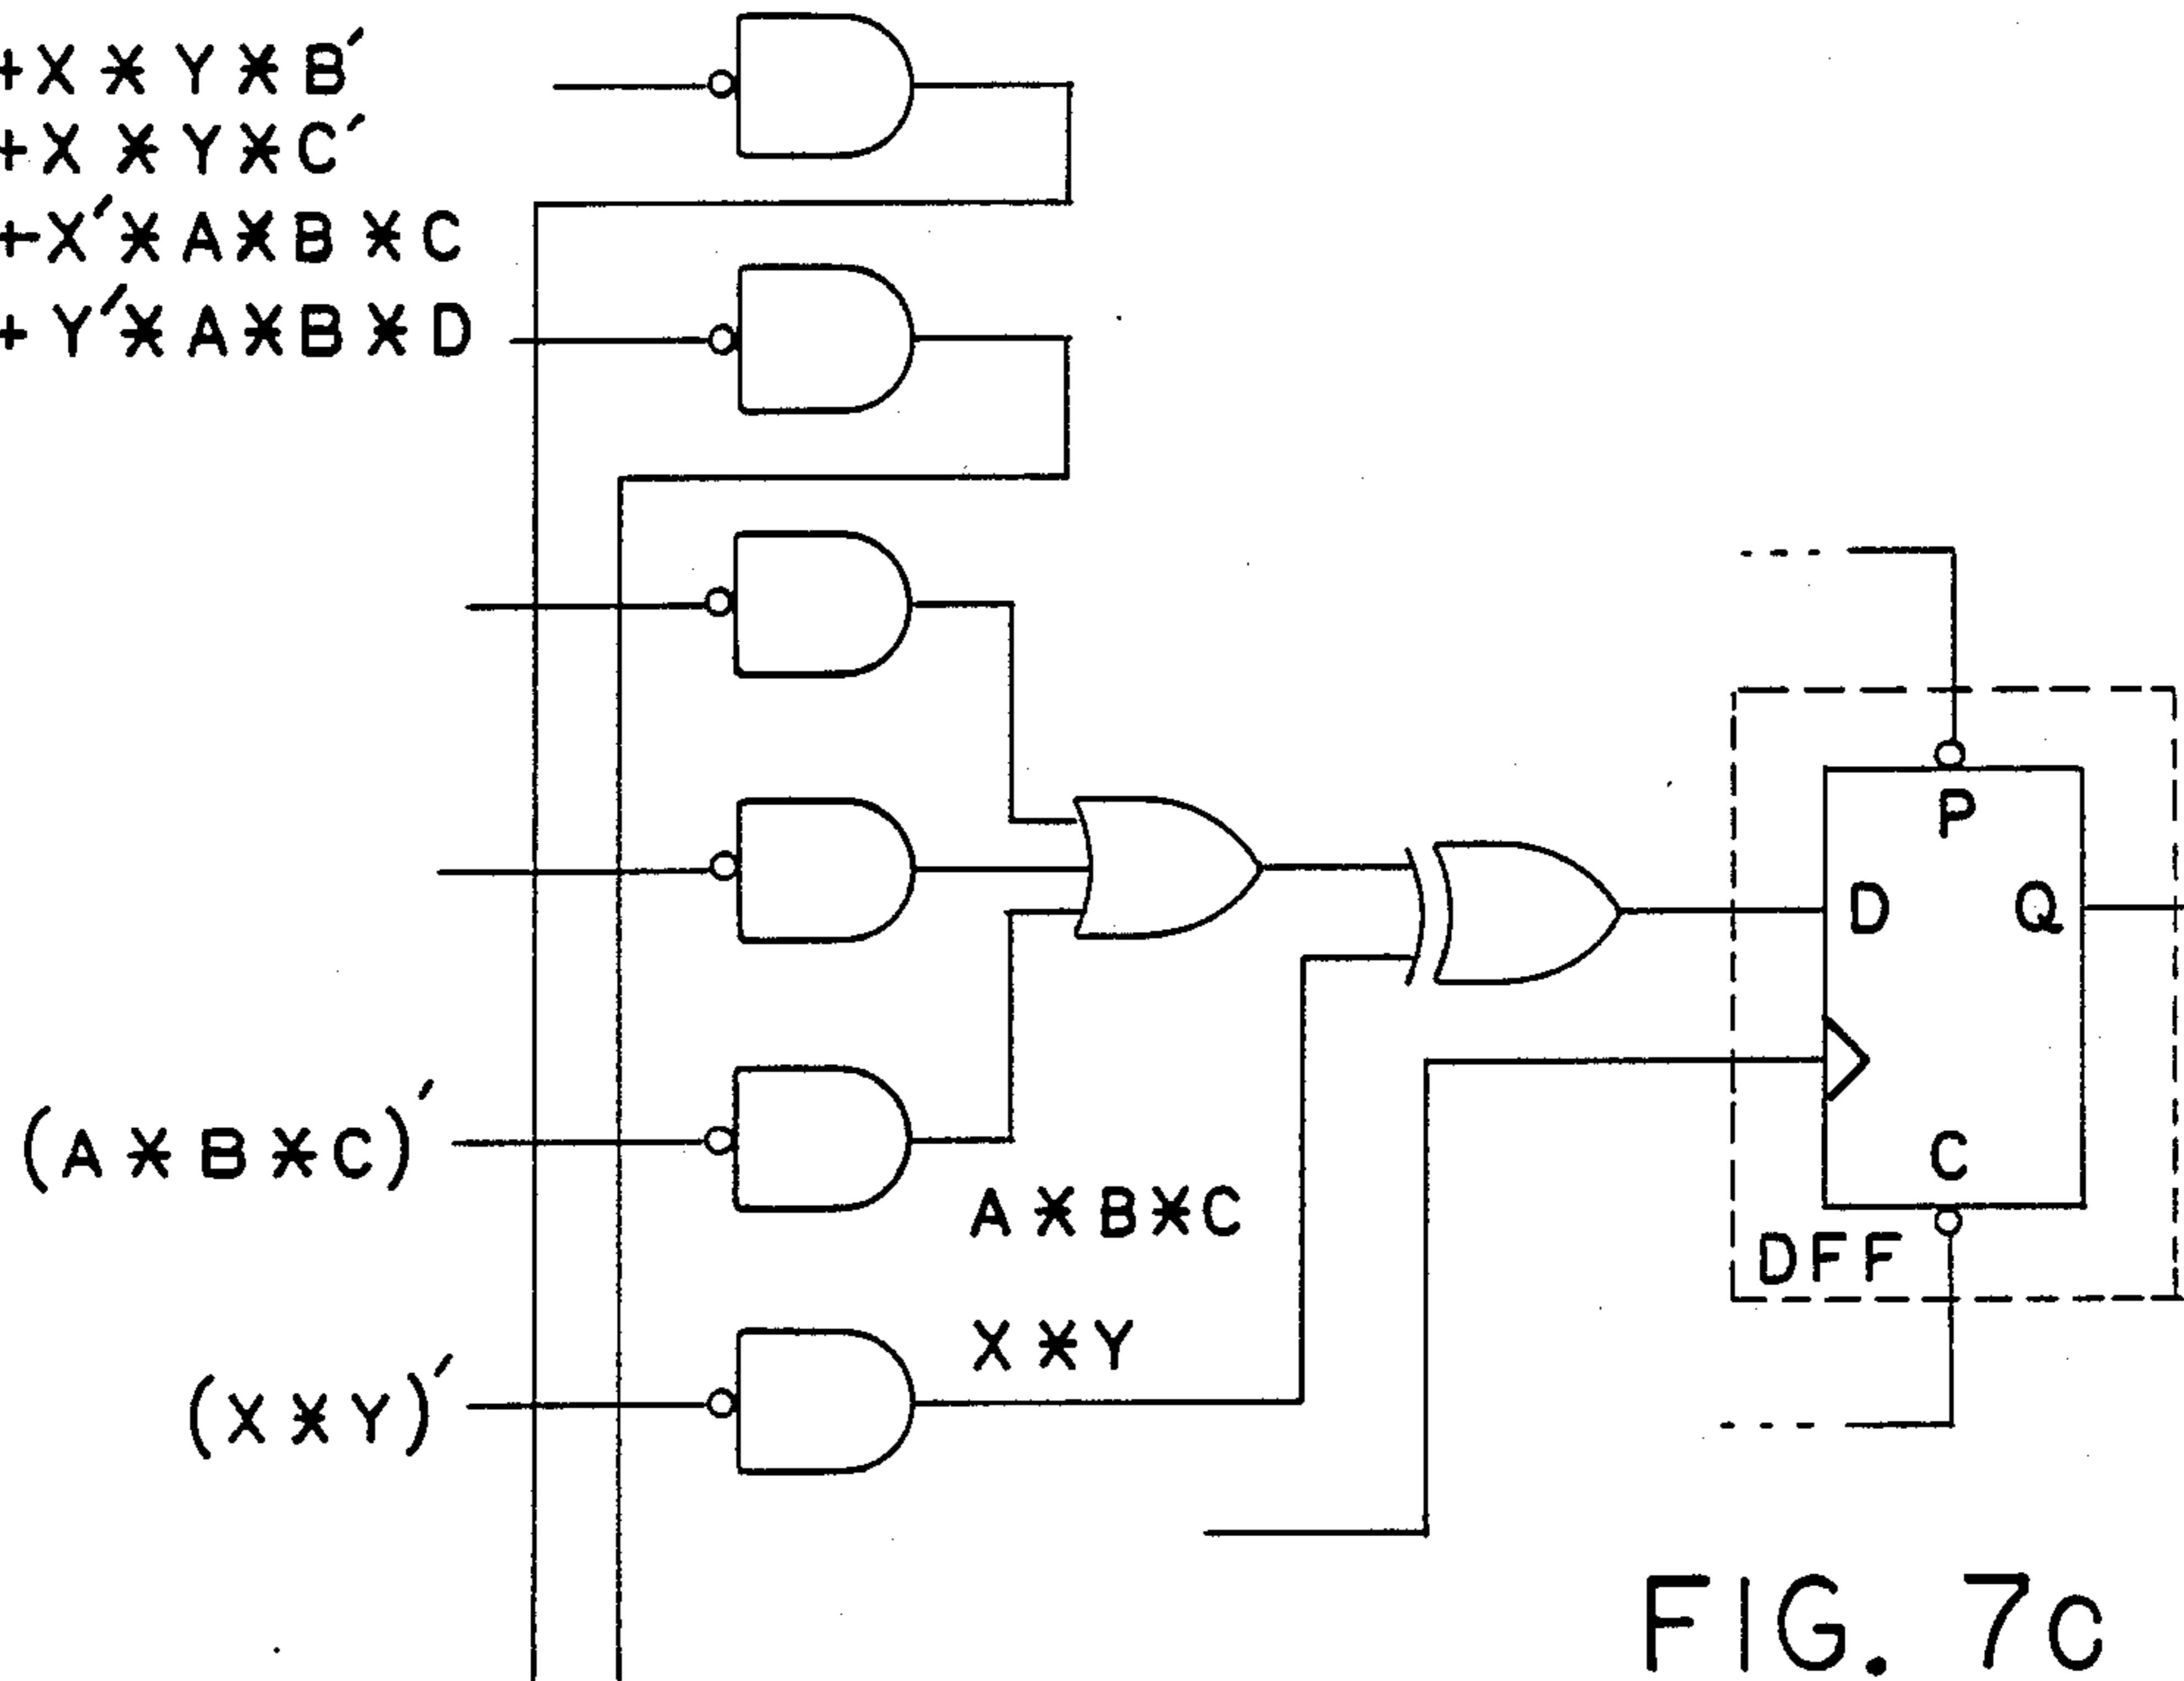 +X*Y*B′
+X*Y*C′
+X′*A*B*C
+Y′*A*B*D
P
D Q
(A*B*C)′
C
A*B*C
DFF
X*Y
(X*Y)′
FIG. 7c